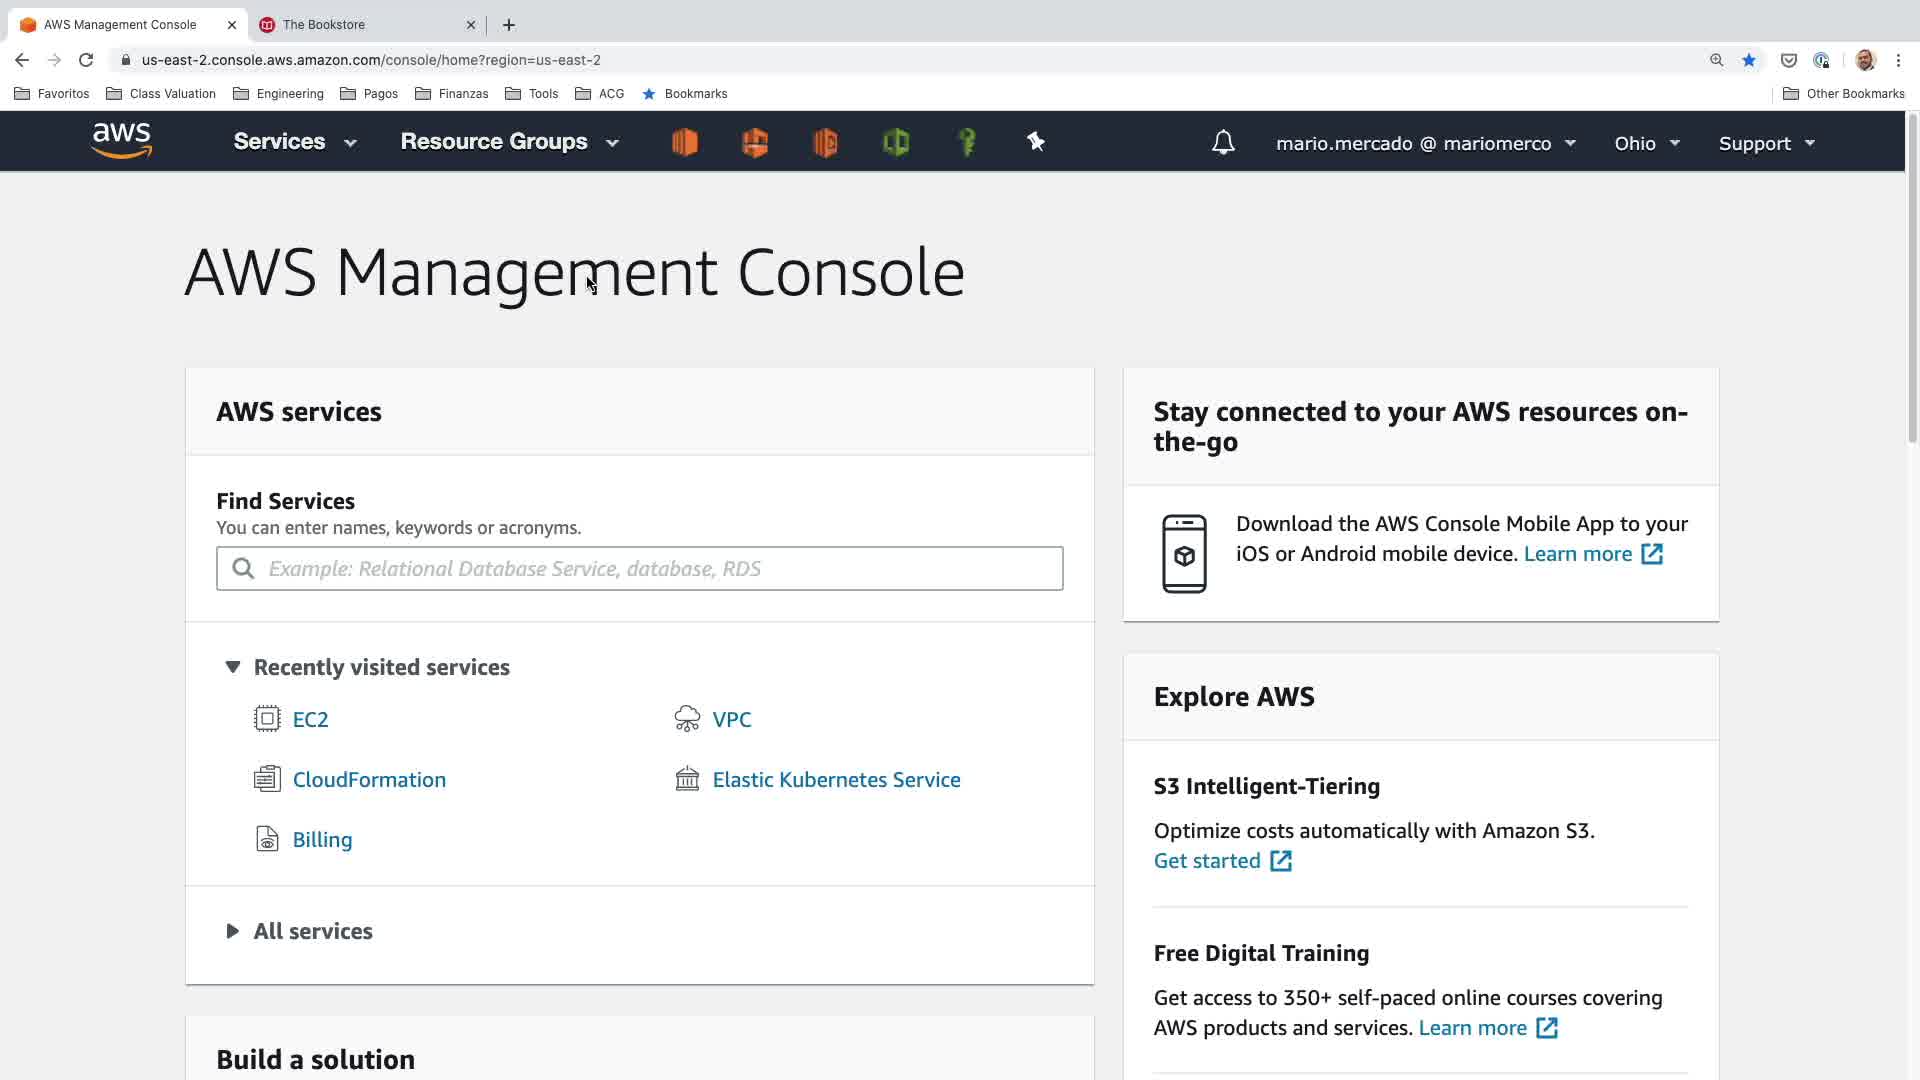 AWS Management Console
The Bookstore
us-east-2.console.aws.amazon.com/console/home?region=us-east-2
Favoritos
Class Valuation
Engineering
Pagos
Finanzas
Tools
ACG
Bookmarks
Other Bookmarks
aws
Services
Resource Groups
mario.mercado @ mariomerco
Ohio
Support
AWS Management Console
AWS services
Find Services
You can enter names, keywords or acronyms.
Example: Relational Database Service, database, RDS
Recently visited services
EC2
VPC
CloudFormation
Elastic Kubernetes Service
Billing
All services
Build a solution
Stay connected to your AWS resources on-
the-go
Download the AWS Console Mobile App to your
iOS or Android mobile device. Learn more
Explore AWS
S3 Intelligent-Tiering
Optimize costs automatically with Amazon S3.
Get started
Free Digital Training
Get access to 350+ self-paced online courses covering
AWS products and services. Learn more